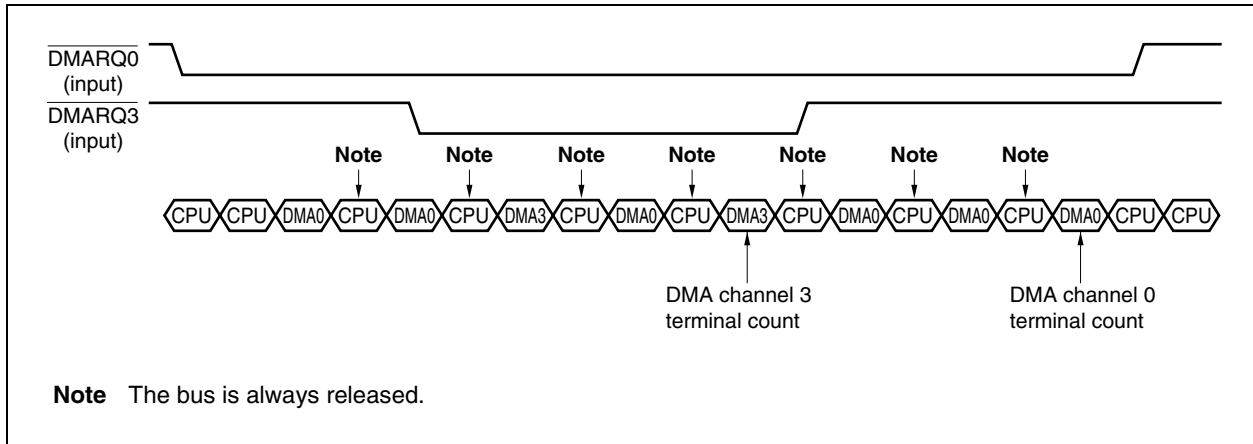 DMARQ0
(input)
DMARQ3
(input)
Note Note Note Note Note Note Note
CPU CPU DMA0 CPU DMA0 CPU DMA3 CPU DMA0 CPU DMA3 CPU DMA0 CPU DMA0 CPU DMA0 CPU CPU
DMA channel 3
terminal count
DMA channel 0
terminal count
Note The bus is always released.